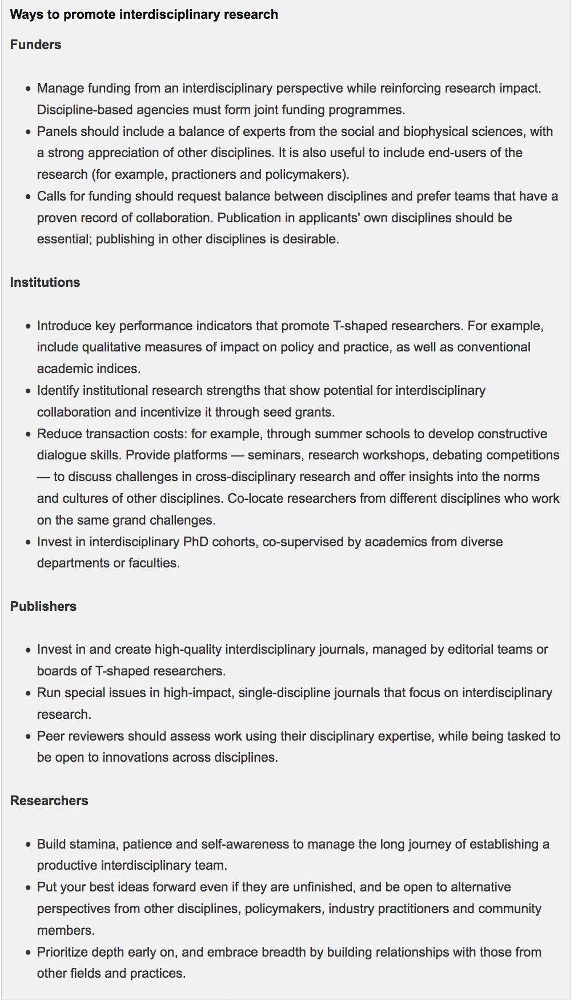 Ways to promote interdisciplinary research
Funders
• Manage funding from an interdisciplinary perspective while reinforcing research impact.
Discipline-based agencies must form joint funding programmes.
• Panels should include a balance of experts from the social and biophysical sciences, with
a strong appreciation of other disciplines. It is also useful to include end-users of the
research (for example, practioners and policymakers).
• Calls for funding should request balance between disciplines and prefer teams that have a
proven record of collaboration. Publication in applicants' own disciplines should be
essential; publishing in other disciplines is desirable.
Institutions
• Introduce key performance indicators that promote T-shaped researchers. For example,
include qualitative measures of impact on policy and practice, as well as conventional
academic indices.
• Identify institutional research strengths that show potential for interdisciplinary
collaboration and incentivize it through seed grants.
• Reduce transaction costs: for example, through summer schools to develop constructive
dialogue skills. Provide platforms — seminars, research workshops, debating competitions
— to discuss challenges in cross-disciplinary research and offer insights into the norms
and cultures of other disciplines. Co-locate researchers from different disciplines who work
on the same grand challenges.
• Invest in interdisciplinary PhD cohorts, co-supervised by academics from diverse
departments or faculties.
Publishers
• Invest in and create high-quality interdisciplinary journals, managed by editorial teams or
boards of T-shaped researchers.
• Run special issues in high-impact, single-discipline journals that focus on interdisciplinary
research.
• Peer reviewers should assess work using their disciplinary expertise, while being tasked to
be open to innovations across disciplines.
Researchers
• Build stamina, patience and self-awareness to manage the long journey of establishing a
productive interdisciplinary team.
• Put your best ideas forward even if they are unfinished, and be open to alternative
perspectives from other disciplines, policymakers, industry practitioners and community
members.
• Prioritize depth early on, and embrace breadth by building relationships with those from
other fields and practices.